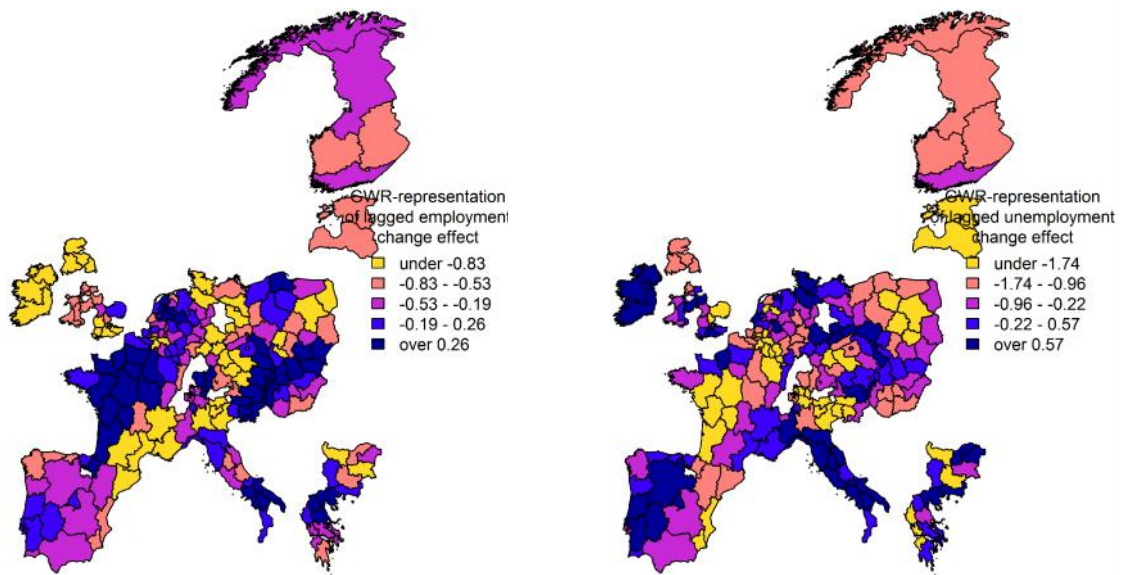 GWR-representation
of lagged employment
change effect
under -0.83
-0.83 - -0.53
-0.53 - -0.19
-0.19 - 0.26
over 0.26
GWR-representation
of lagged unemployment
change effect
under -1.74
-1.74 - -0.96
-0.96 - -0.22
-0.22 - 0.57
over 0.57